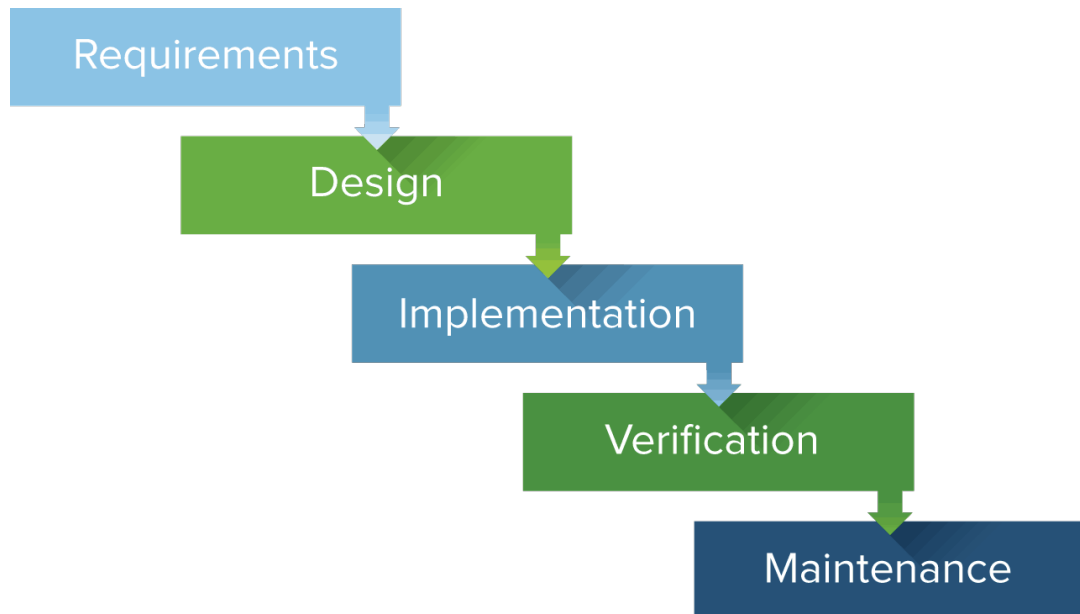 Requirements
Design
Implementation
Verification
Maintenance